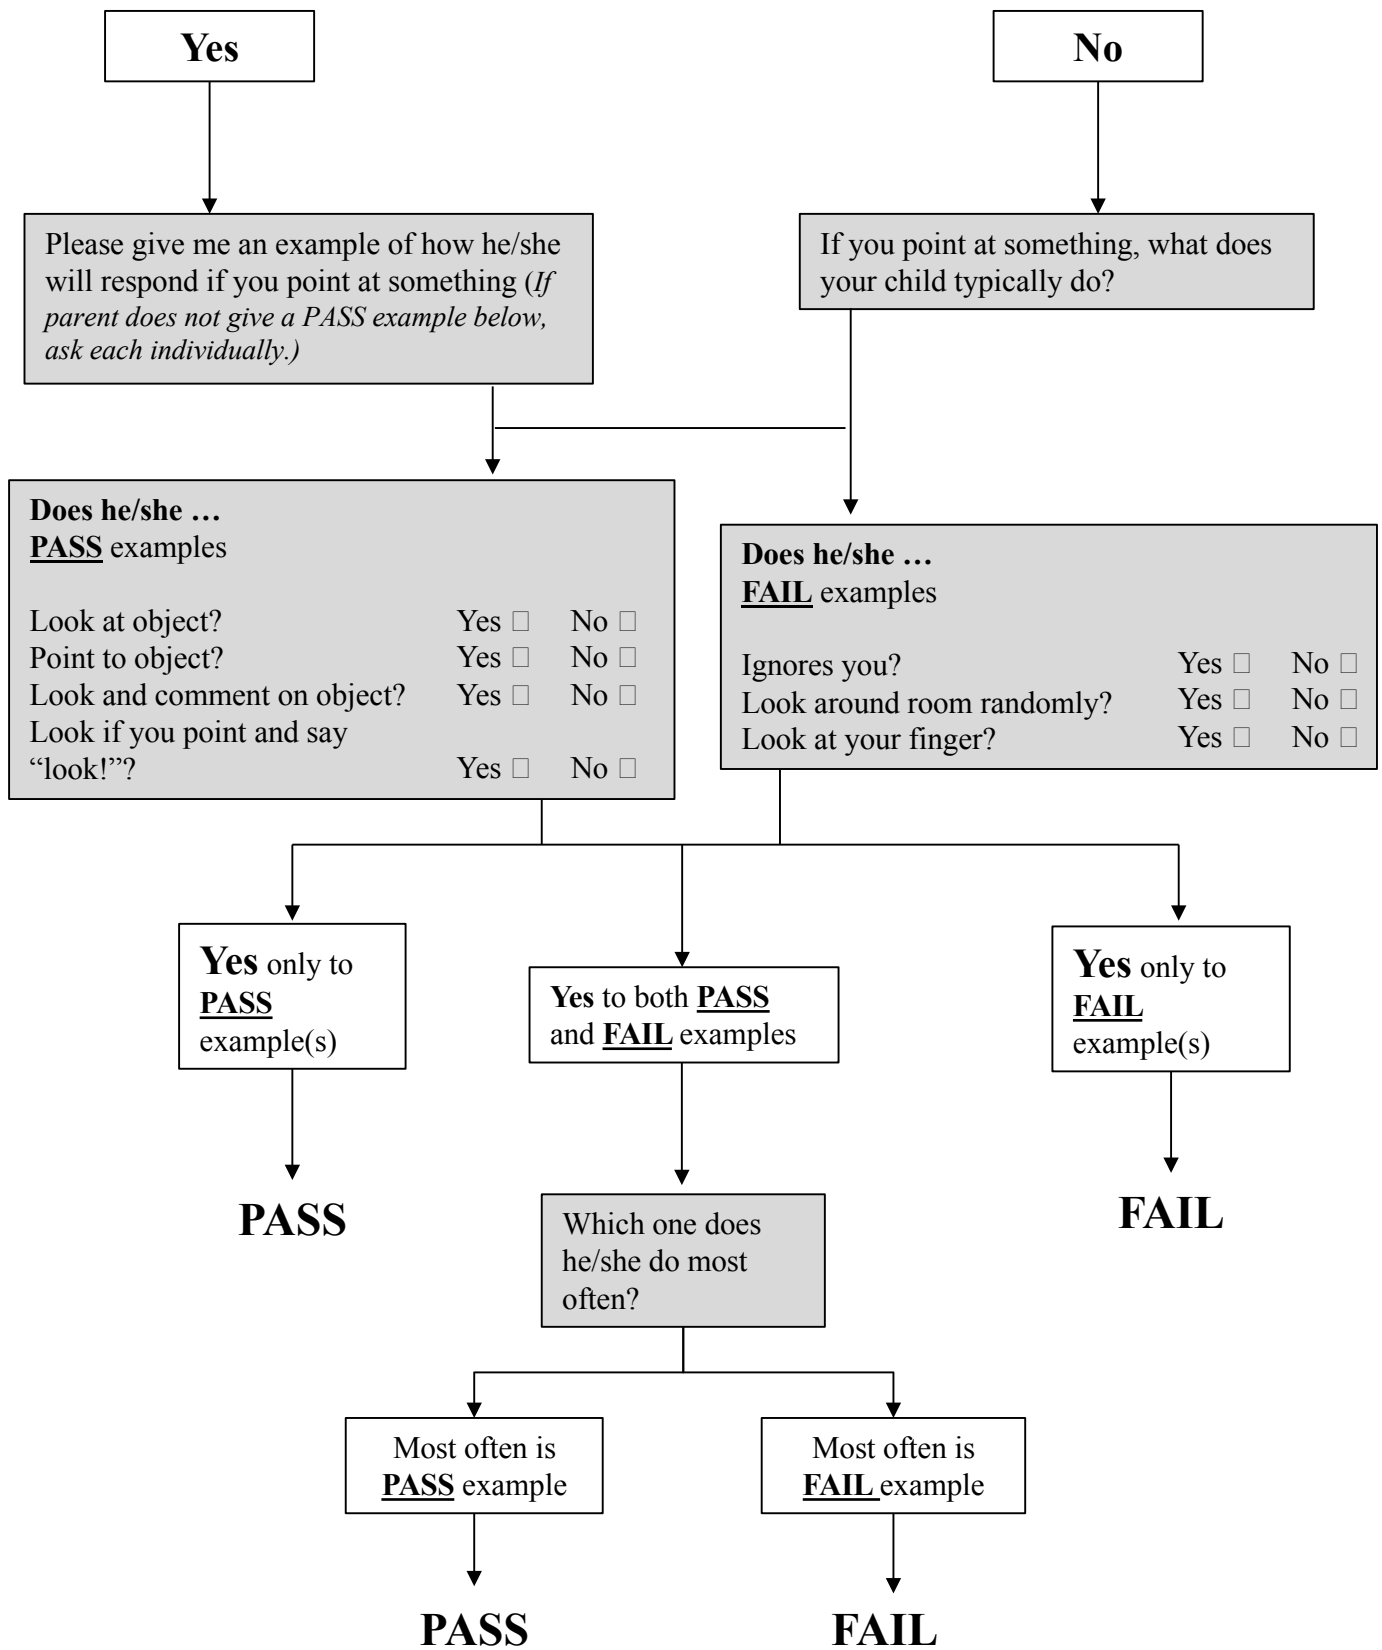 Yes
No
Please give me an example of how he/she
will respond if you point at something (If
parent does not give a PASS example below,
ask each individually.)
If you point at something, what does
your child typically do?
Does he/she …
PASS examples
Look at object? Yes □ No □
Point to object? Yes □ No □
Look and comment on object? Yes □ No □
Look if you point and say
“look!”? Yes □ No □
Does he/she …
FAIL examples
Ignores you? Yes □ No □
Look around room randomly? Yes □ No □
Look at your finger? Yes □ No □
Yes only to
PASS
example(s)
Yes to both PASS
and FAIL examples
Yes only to
FAIL
example(s)
PASS
FAIL
Which one does
he/she do most
often?
Most often is
PASS example
Most often is
FAIL example
PASS
FAIL